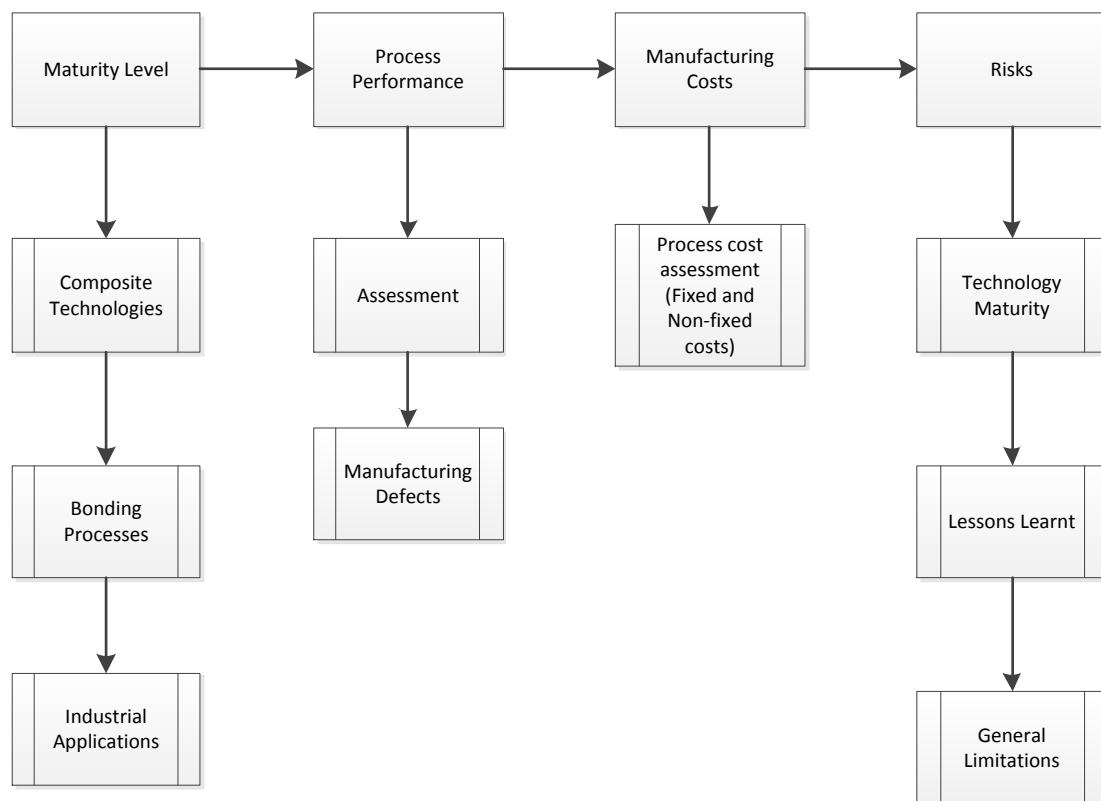 Maturity Level
Process
Performance
Manufacturing
Costs
Risks
Composite
Technologies
Assessment
Process cost
assessment
(Fixed and
Non-fixed
costs)
Technology
Maturity
Bonding
Processes
Manufacturing
Defects
Lessons Learnt
Industrial
Applications
General
Limitations